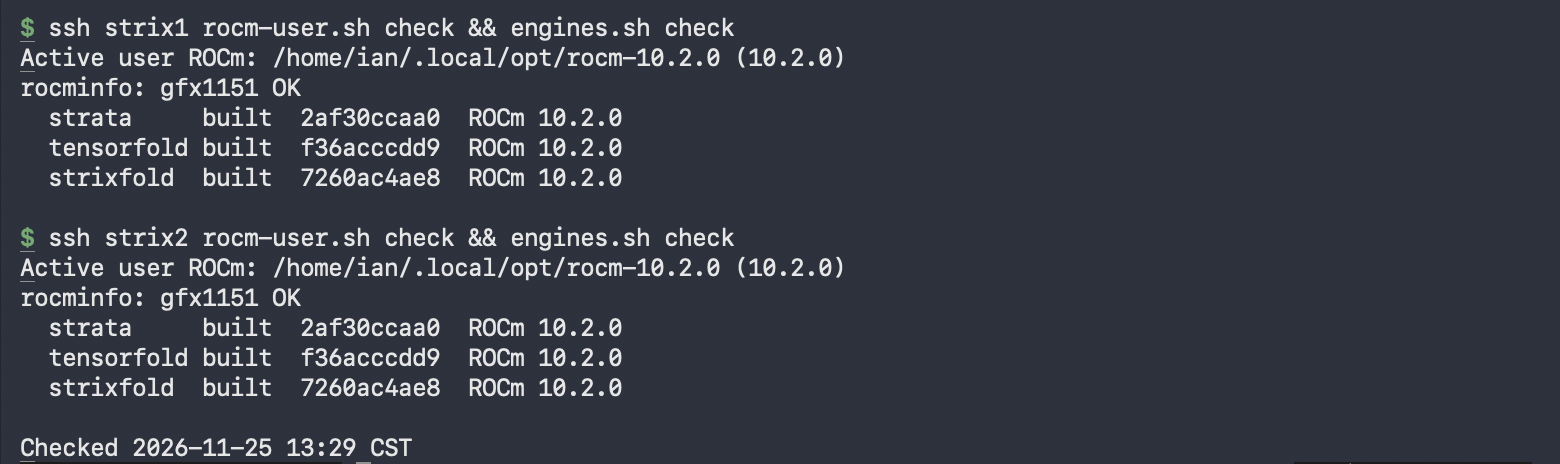 $ ssh strix1 rocm-user.sh check && engines.sh check
Active user ROCm: /home/ian/.local/opt/rocm-10.2.0 (10.2.0)
rocminfo: gfx1151 OK
  strata     built  2af30ccaa0  ROCm 10.2.0
  tensorfold built  f36acccdd9  ROCm 10.2.0
  strixfold  built  7260ac4ae8  ROCm 10.2.0

$ ssh strix2 rocm-user.sh check && engines.sh check
Active user ROCm: /home/ian/.local/opt/rocm-10.2.0 (10.2.0)
rocminfo: gfx1151 OK
  strata     built  2af30ccaa0  ROCm 10.2.0
  tensorfold built  f36acccdd9  ROCm 10.2.0
  strixfold  built  7260ac4ae8  ROCm 10.2.0

Checked 2026-11-25 13:29 CST